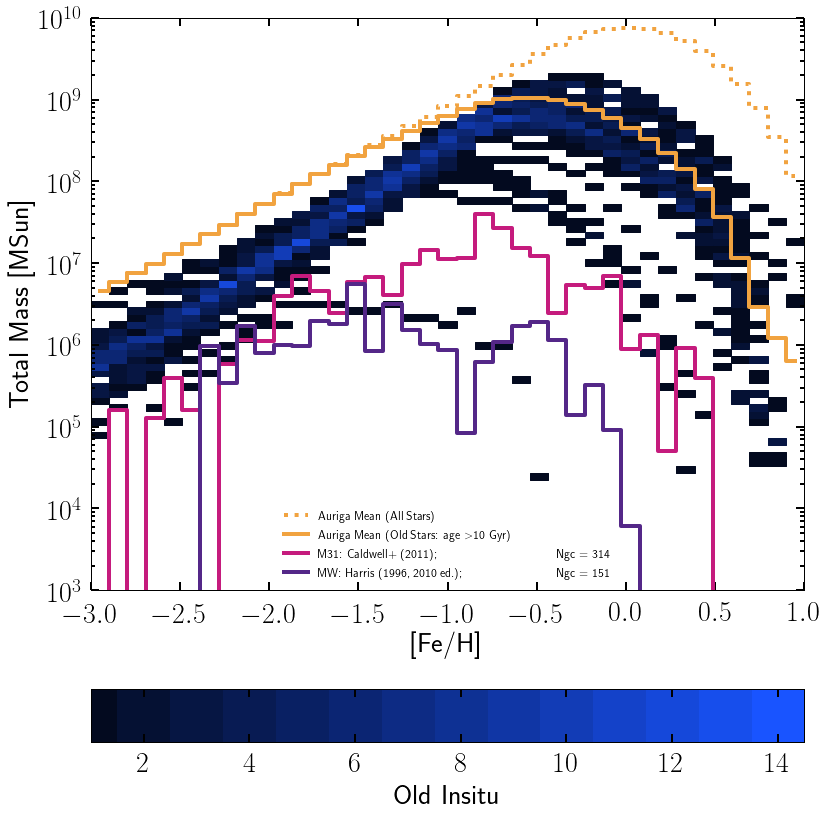 10^10
10^9
10^8
10^7
10^6
10^5
10^4
10^3
Total Mass [MSun]
Auriga Mean (All Stars)
Auriga Mean (Old Stars: age >10 Gyr)
M31: Caldwell+ (2011); Ngc = 314
MW: Harris (1996, 2010 ed.); Ngc = 151
−3.0 −2.5 −2.0 −1.5 −1.0 −0.5 0.0 0.5 1.0
[Fe/H]
2 4 6 8 10 12 14
Old Insitu